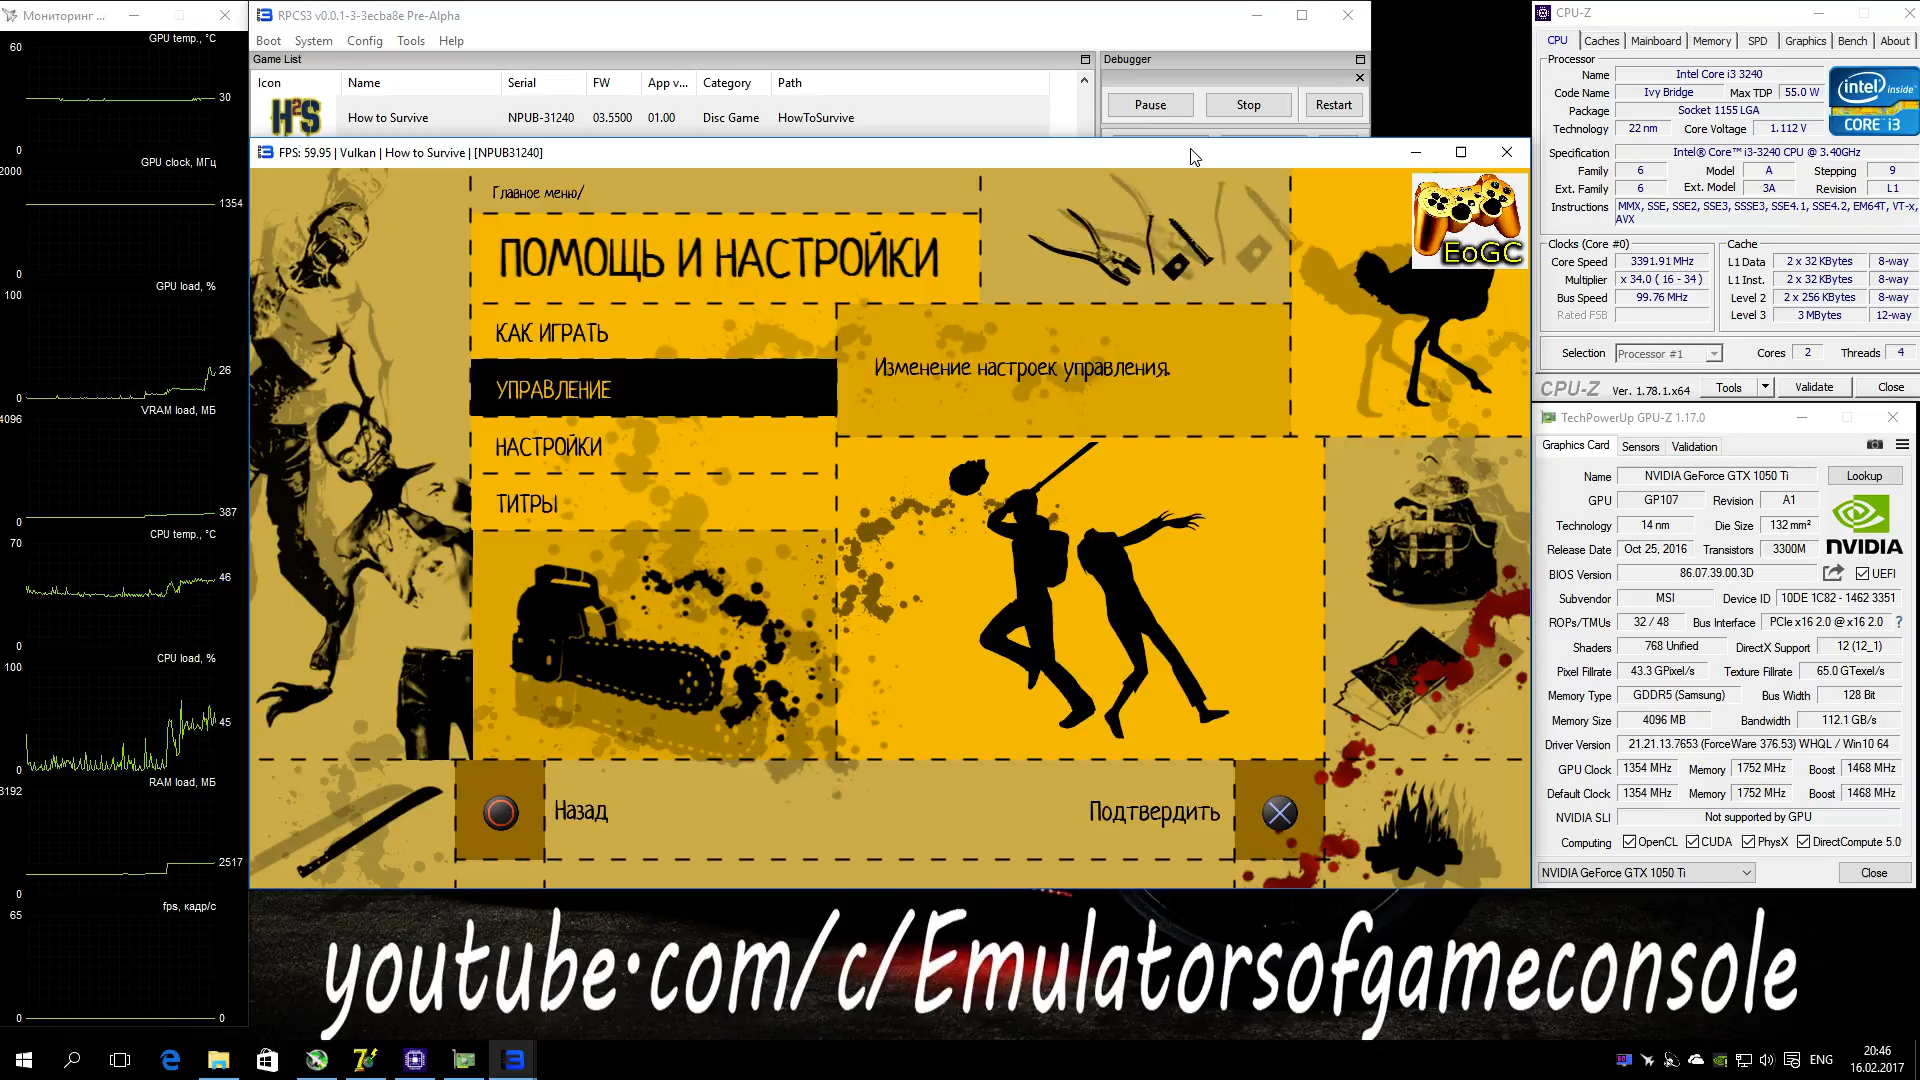 Мониторинг ...
GPU temp., °C
60
30
0
GPU clock, МГц
2000
1354
0
GPU load, %
100
26
0
VRAM load, МБ
4096
387
0
CPU temp., °C
70
46
0
CPU load, %
100
45
0
RAM load, МБ
8192
2517
0
fps, кадр/с
65
0
0
RPCS3 v0.0.1-3-3ecba8e Pre-Alpha
Boot System Config Tools Help
Game List
Debugger
Icon Name Serial FW App v... Category Path
H2S How to Survive NPUB-31240 03.5500 01.00 Disc Game HowToSurvive
Pause Stop Restart
FPS: 59.95 | Vulkan | How to Survive | [NPUB31240]
Главное меню/
ПОМОЩЬ И НАСТРОЙКИ
КАК ИГРАТЬ
УПРАВЛЕНИЕ
НАСТРОЙКИ
ТИТРЫ
Изменение настроек управления.
EoGC
Назад
Подтвердить
CPU-Z
CPU Caches Mainboard Memory SPD Graphics Bench About
Processor
Name Intel Core i3 3240
Code Name Ivy Bridge Max TDP 55.0 W
Package Socket 1155 LGA
Technology 22 nm Core Voltage 1.112 V
intel inside™
CORE i3
Specification Intel® Core™ i3-3240 CPU @ 3.40GHz
Family 6 Model A Stepping 9
Ext. Family 6 Ext. Model 3A Revision L1
Instructions MMX, SSE, SSE2, SSE3, SSSE3, SSE4.1, SSE4.2, EM64T, VT-x,
AVX
Clocks (Core #0) Cache
Core Speed 3391.91 MHz L1 Data 2 x 32 KBytes 8-way
Multiplier x 34.0 ( 16 - 34 ) L1 Inst. 2 x 32 KBytes 8-way
Bus Speed 99.76 MHz Level 2 2 x 256 KBytes 8-way
Rated FSB Level 3 3 MBytes 12-way
Selection Processor #1 Cores 2 Threads 4
CPU-Z Ver. 1.78.1.x64 Tools Validate Close
TechPowerUp GPU-Z 1.17.0
Graphics Card Sensors Validation
Name NVIDIA GeForce GTX 1050 Ti Lookup
GPU GP107 Revision A1
Technology 14 nm Die Size 132 mm²
Release Date Oct 25, 2016 Transistors 3300M
NVIDIA
BIOS Version 86.07.39.00.3D UEFI
Subvendor MSI Device ID 10DE 1C82 - 1462 3351
ROPs/TMUs 32 / 48 Bus Interface PCIe x16 2.0 @ x16 2.0 ?
Shaders 768 Unified DirectX Support 12 (12_1)
Pixel Fillrate 43.3 GPixel/s Texture Fillrate 65.0 GTexel/s
Memory Type GDDR5 (Samsung) Bus Width 128 Bit
Memory Size 4096 MB Bandwidth 112.1 GB/s
Driver Version 21.21.13.7653 (ForceWare 376.53) WHQL / Win10 64
GPU Clock 1354 MHz Memory 1752 MHz Boost 1468 MHz
Default Clock 1354 MHz Memory 1752 MHz Boost 1468 MHz
NVIDIA SLI Not supported by GPU
Computing OpenCL CUDA PhysX DirectCompute 5.0
NVIDIA GeForce GTX 1050 Ti Close
youtube.com/c/Emulatorsofgameconsole
ENG
20:46
16.02.2017